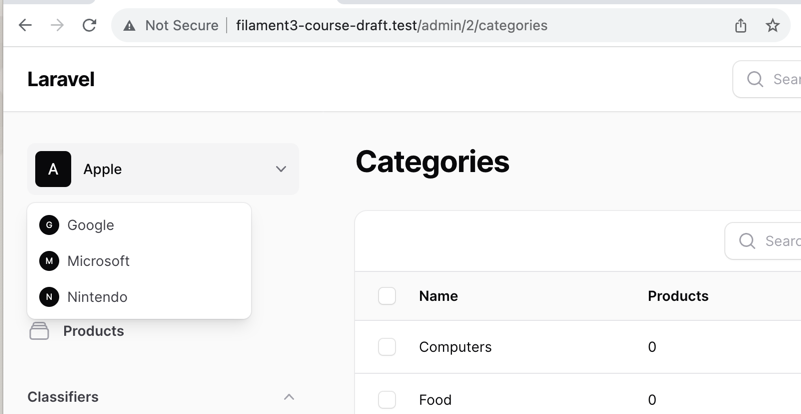 Not Secure | filament3-course-draft.test/admin/2/categories
Laravel
Sear
A Apple
Categories
G Google
M Microsoft
N Nintendo
Searc
Name Products
Products
Computers 0
Classifiers
Food 0